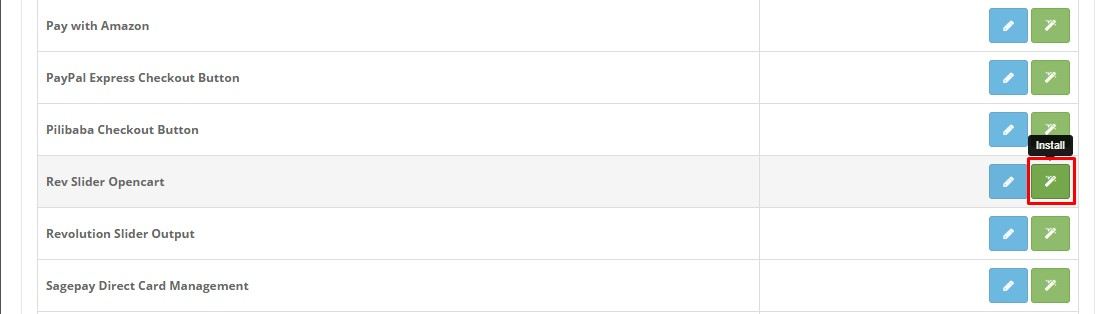 Pay with Amazon
PayPal Express Checkout Button
Pilibaba Checkout Button
Install
Rev Slider Opencart
Revolution Slider Output
Sagepay Direct Card Management